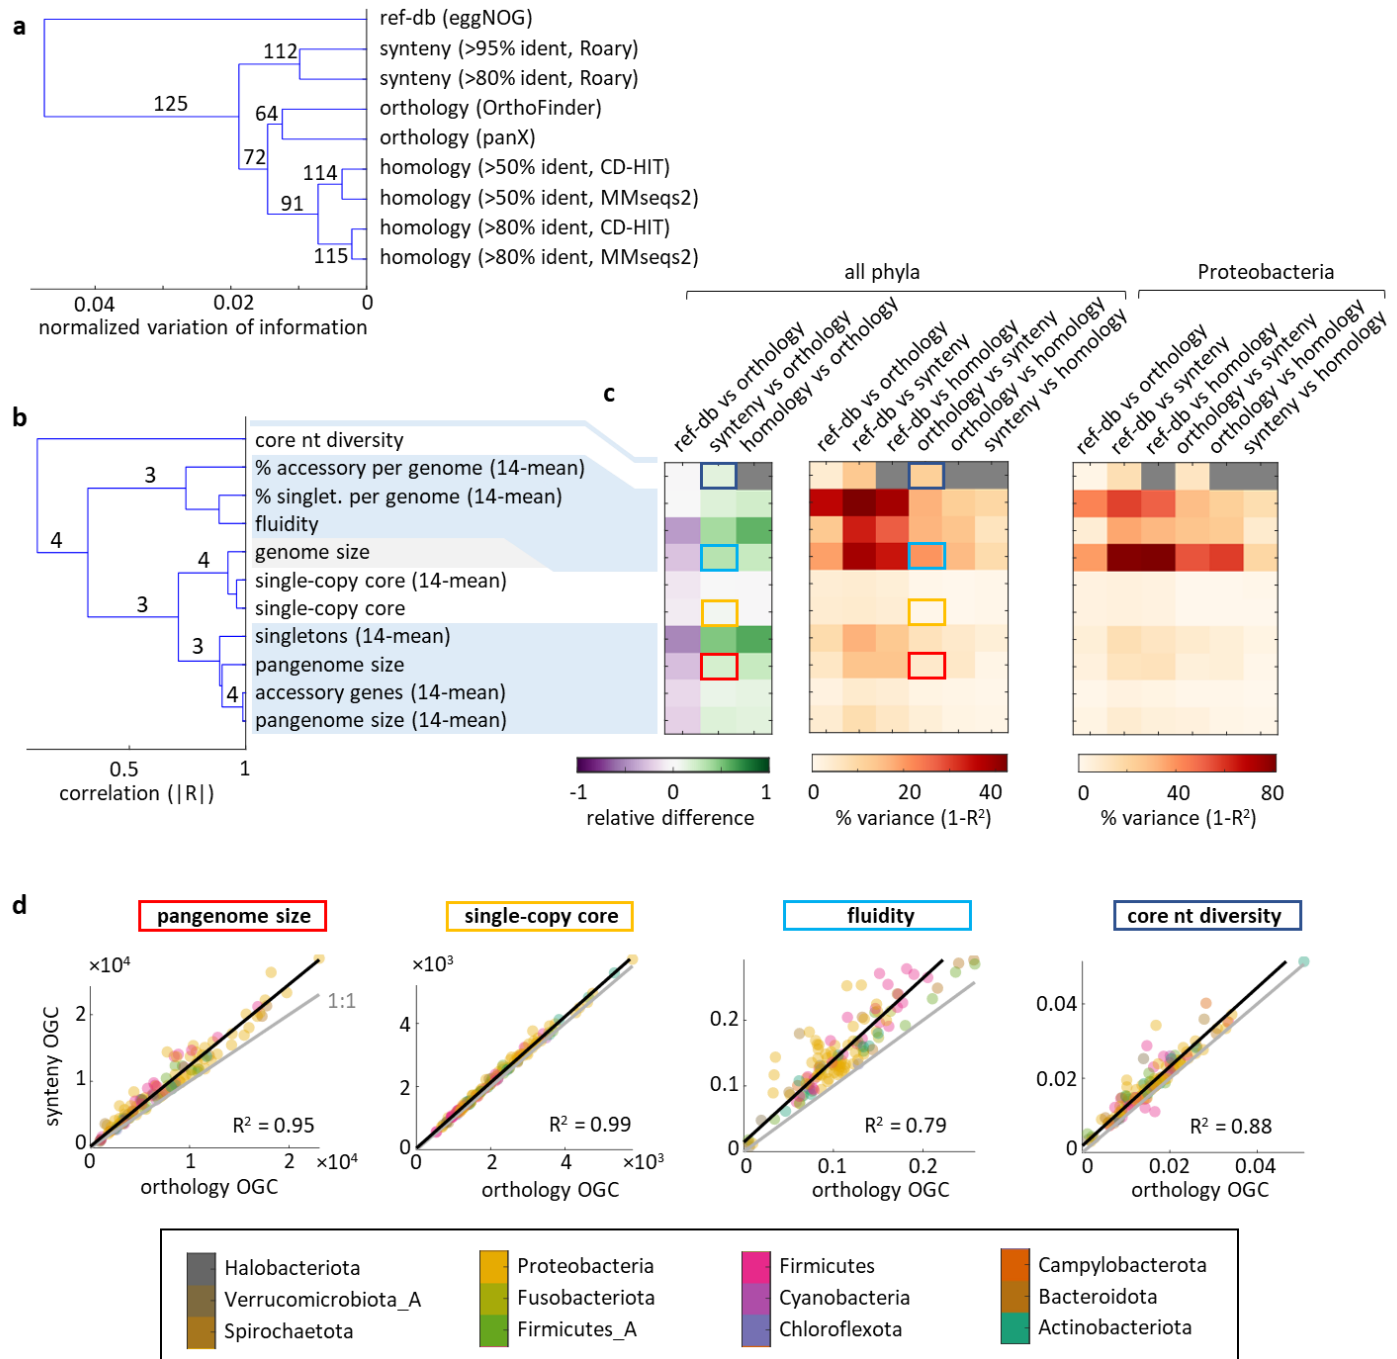 a
ref-db (eggNOG)
synteny (>95% ident, Roary)
synteny (>80% ident, Roary)
orthology (OrthoFinder)
orthology (panX)
homology (>50% ident, CD-HIT)
homology (>50% ident, MMseqs2)
homology (>80% ident, CD-HIT)
homology (>80% ident, MMseqs2)
112
125
64
72
114
91
115
0.04 0.02 0
normalized variation of information
b
core nt diversity
% accessory per genome (14-mean)
% singlet. per genome (14-mean)
fluidity
genome size
single-copy core (14-mean)
single-copy core
singletons (14-mean)
pangenome size
accessory genes (14-mean)
pangenome size (14-mean)
3
4
4
3
3
4
0.5 1
correlation (|R|)
c
all phyla
Proteobacteria
ref-db vs orthology
synteny vs orthology
homology vs orthology
ref-db vs orthology
ref-db vs synteny
ref-db vs homology
orthology vs synteny
orthology vs homology
synteny vs homology
ref-db vs orthology
ref-db vs synteny
ref-db vs homology
orthology vs synteny
orthology vs homology
synteny vs homology
-1 0 1
relative difference
0 20 40
% variance (1-R²)
0 40 80
% variance (1-R²)
d
pangenome size
×10⁴
2
1
0
0 1 2 ×10⁴
1:1
R² = 0.95
synteny OGC
orthology OGC
single-copy core
×10³
4
2
0
0 2 4 ×10³
R² = 0.99
orthology OGC
fluidity
0.2
0.1
0
0 0.1 0.2
R² = 0.79
orthology OGC
core nt diversity
0.04
0.02
0
0 0.02 0.04
R² = 0.88
orthology OGC
Halobacteriota
Verrucomicrobiota_A
Spirochaetota
Proteobacteria
Fusobacteriota
Firmicutes_A
Firmicutes
Cyanobacteria
Chloroflexota
Campylobacterota
Bacteroidota
Actinobacteriota